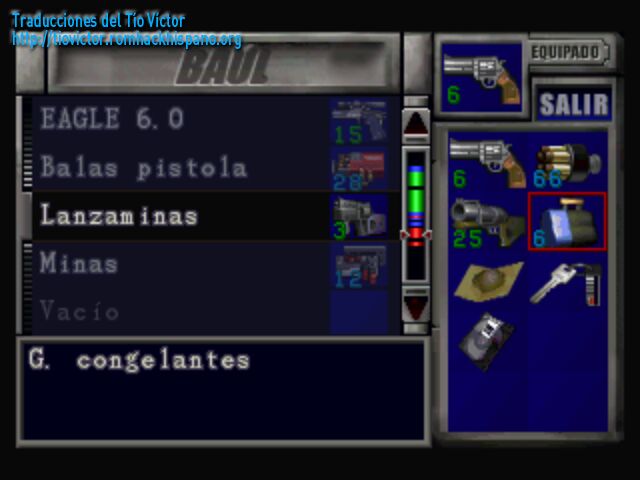 Traducciones del Tío Victor
http://tiovictor.romhackhispano.org
BAÚL
EQUIPADO
6
SALIR
EAGLE 6.0
15
Balas pistola
28
Lanzaminas
3
Minas
12
Vacío
6
66
25
6
G. congelantes